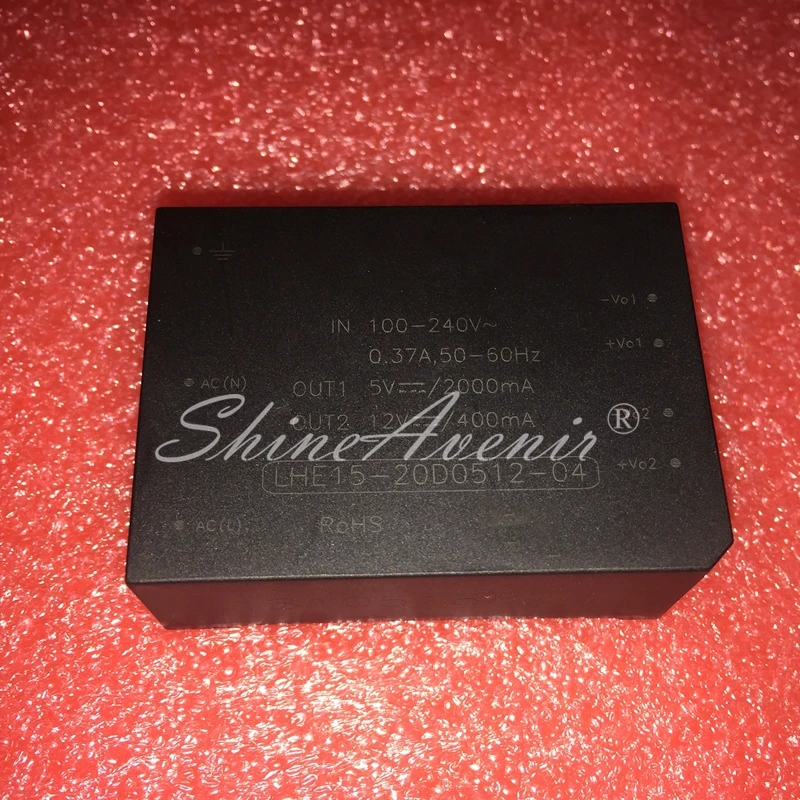 -Vo1
IN 100-240V~
+Vo1
0.37A,50-60Hz
AC(N)
OUT1 5V⎓/2000mA
OUT2 12V /400mA
ShineAvenir®
+Vo2
LHE15-20D0512-04
AC(L)
RoHS